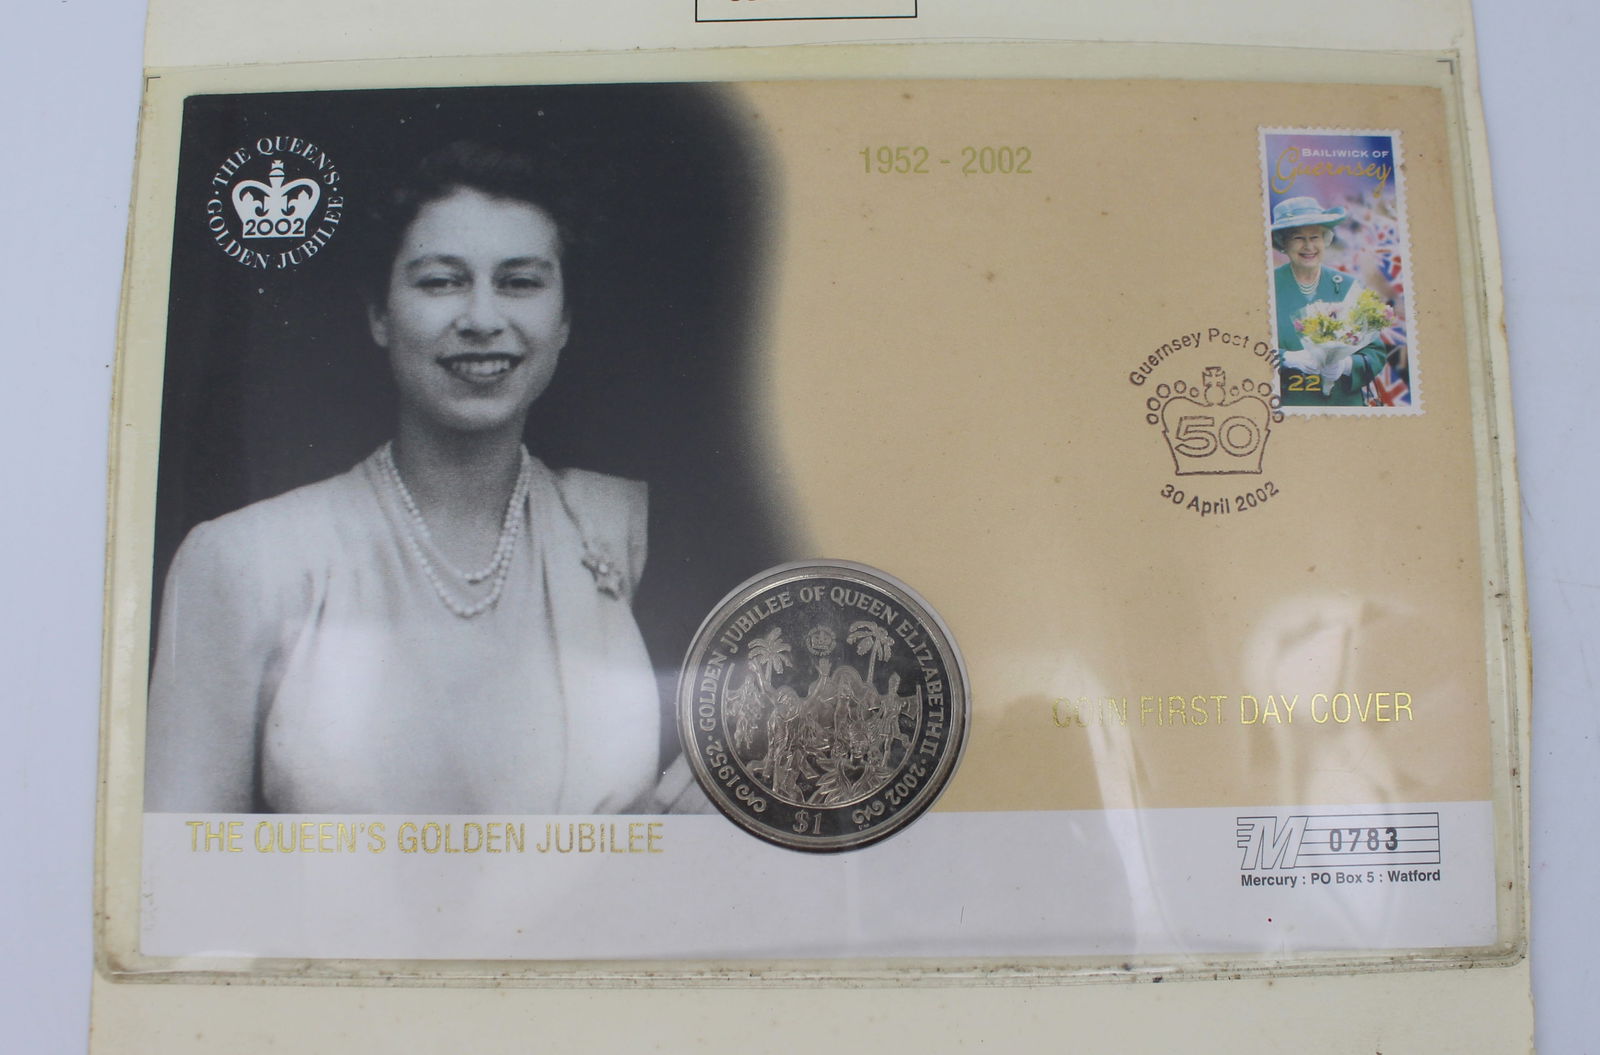 THE QUEEN'S · GOLDEN JUBILEE ·
2002
1952 - 2002
BAILIWICK OF
Guernsey
22
Guernsey Post Offi
50
30 April 2002
1952 · GOLDEN JUBILEE OF QUEEN ELIZABETH II · 2002
$1
COIN FIRST DAY COVER
THE QUEEN'S GOLDEN JUBILEE
M 0783
Mercury : PO Box 5 : Watford